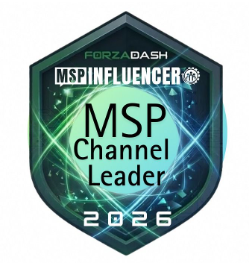 FORZADASH
MSPINFLUENCER
MSP
Channel
Leader
2026